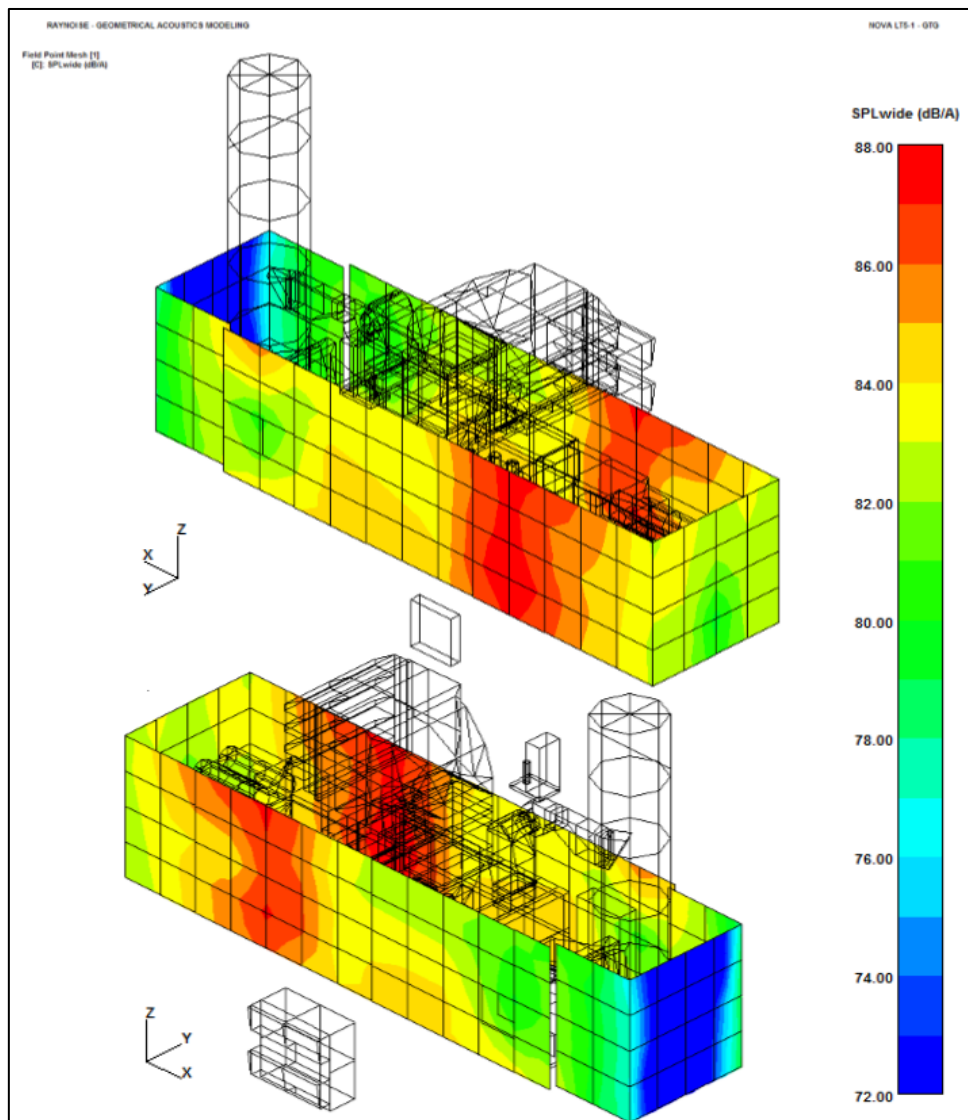 RAYNOISE - GEOMETRICAL ACOUSTICS MODELING
NOVA LT5-1 - GTG
Field Point Mesh [1]
[C]: SPLwide (dB/A)
SPLwide (dB/A)
88.00
86.00
84.00
82.00
80.00
78.00
76.00
74.00
72.00
Z
X
Y
Z
Y
X